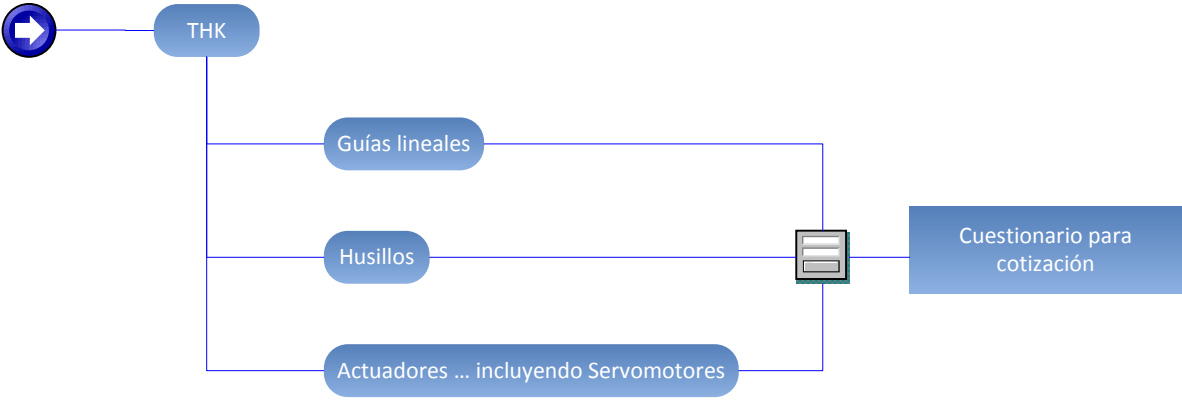 THK
Guías lineales
Husillos
Actuadores ... incluyendo Servomotores
Cuestionario para
cotización